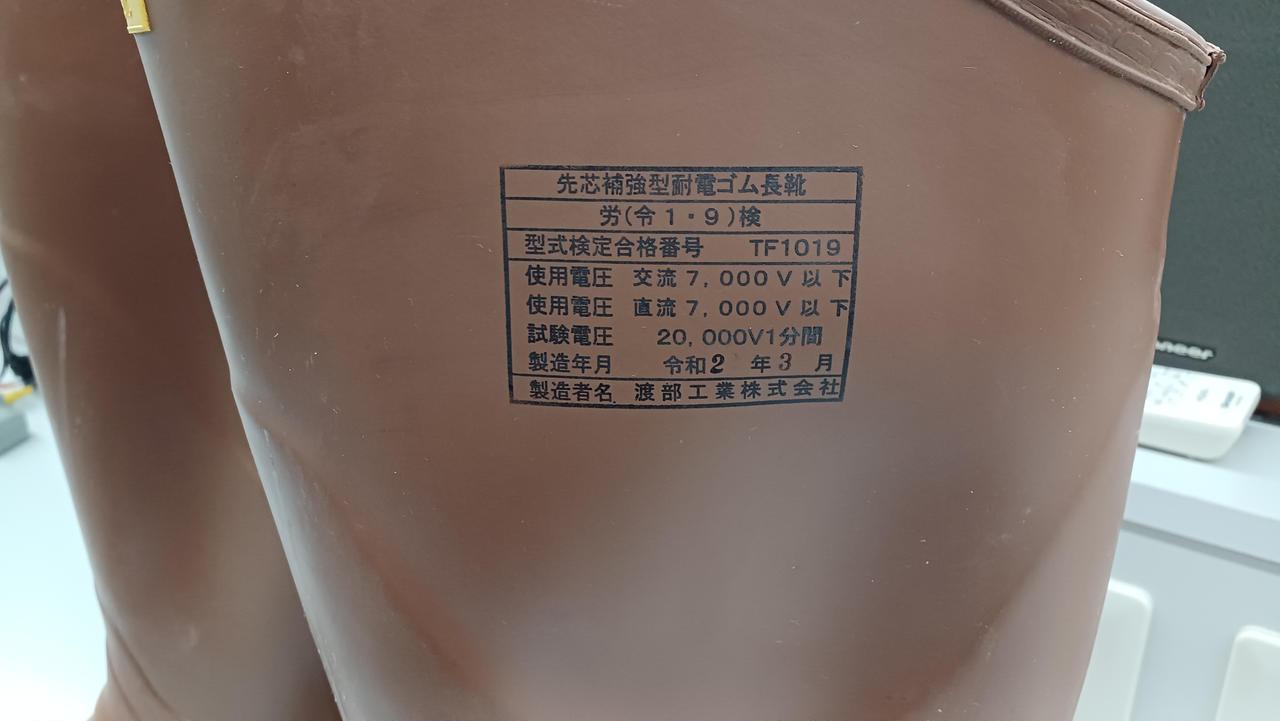 先芯補強型耐電ゴム長靴
労(令1・9)検
型式検定合格番号 TF1019
使用電圧 交流7,000V以下
使用電圧 直流7,000V以下
試験電圧 20,000V1分間
製造年月 令和2年3月
製造者名 渡部工業株式会社